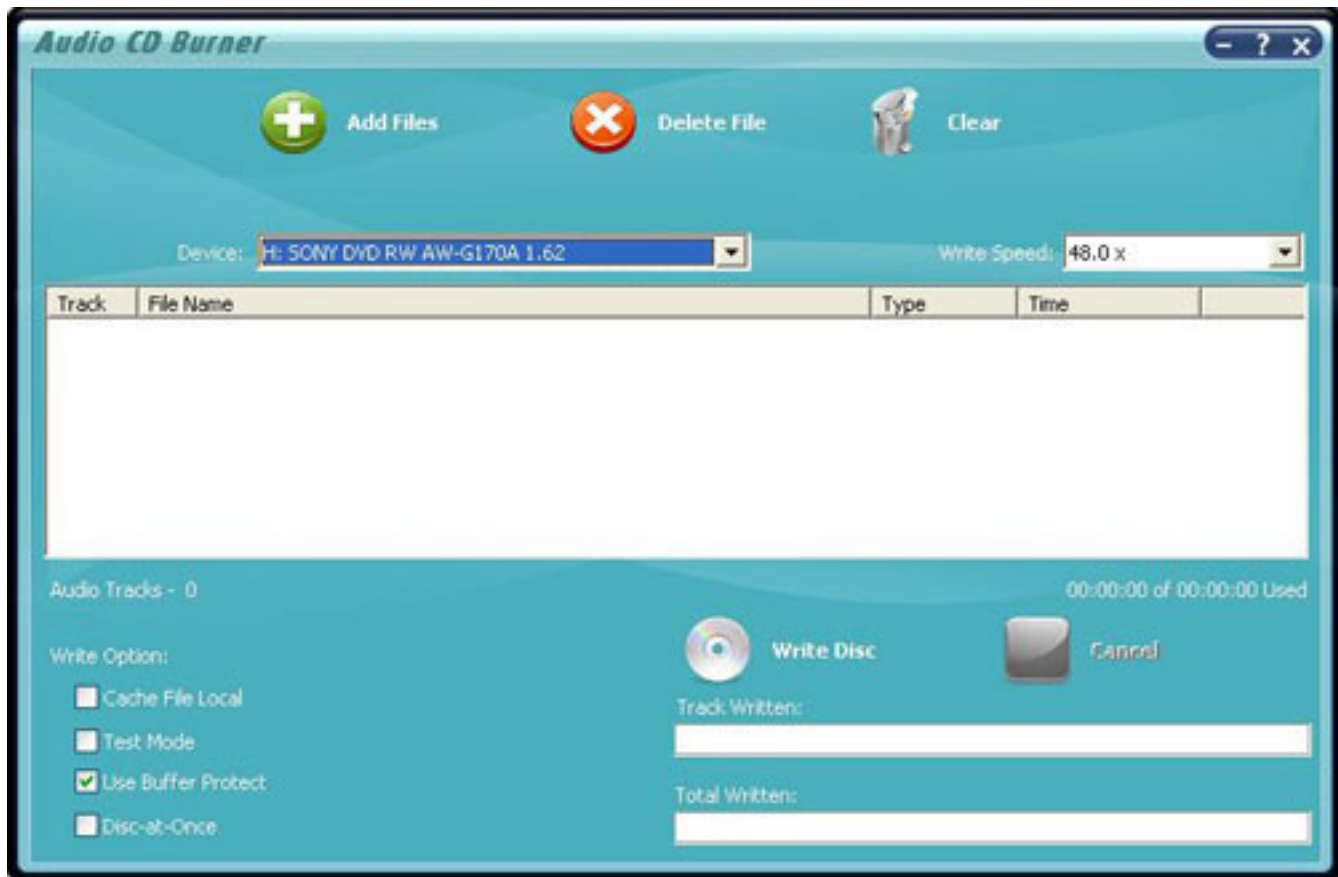 Audio CD Burner
- ? x
Add Files Delete File Clear
Device: H: SONY DVD RW AW-G170A 1.62 Write Speed: 48.0 x
Track File Name Type Time
Audio Tracks - 0 00:00:00 of 00:00:00 Used
Write Disc Cancel
Write Option:
Cache File Local
Track Written:
Test Mode
Use Buffer Protect
Total Written:
Disc-at-Once